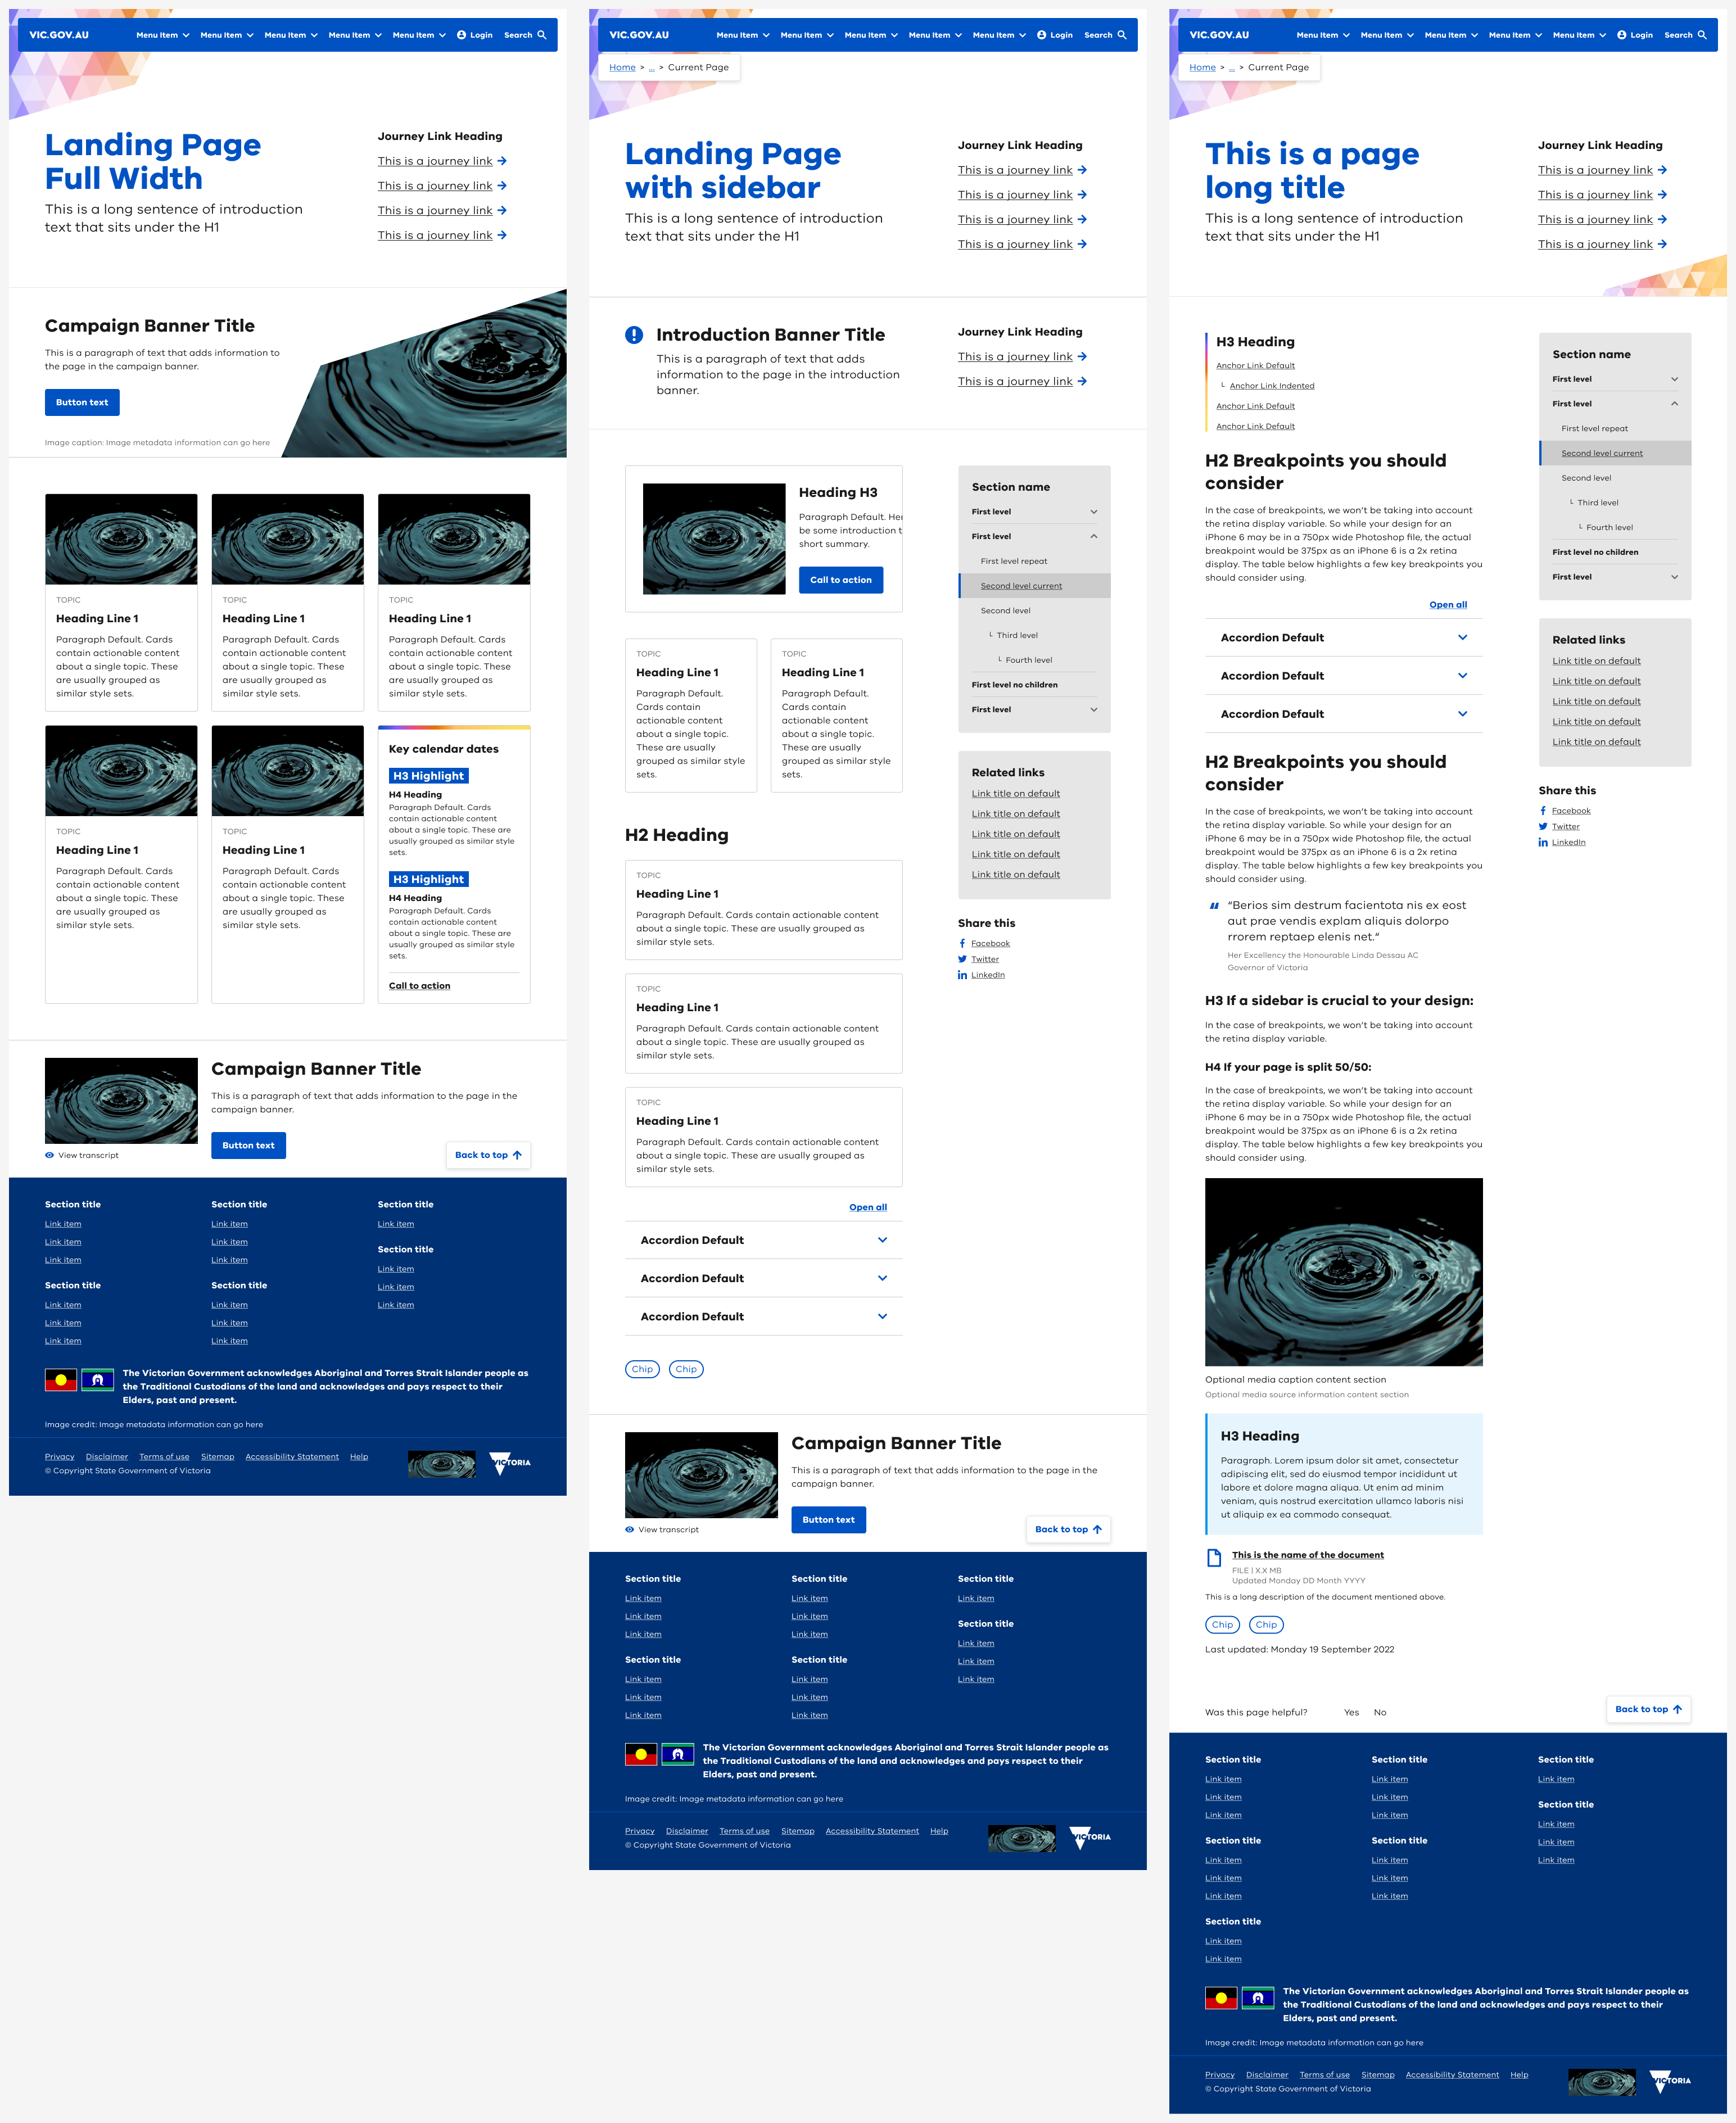 VIC.GOV.AU
Menu Item Menu Item Menu Item Menu Item Menu Item Login Search
Landing Page
Full Width
This is a long sentence of introduction
text that sits under the H1
Journey Link Heading
This is a journey link
This is a journey link
This is a journey link
This is a journey link
Campaign Banner Title
This is a paragraph of text that adds information to
the page in the campaign banner.
Button text
Image caption: Image metadata information can go here
TOPIC
Heading Line 1
Paragraph Default. Cards
contain actionable content
about a single topic. These
are usually grouped as
similar style sets.
TOPIC
Heading Line 1
Paragraph Default. Cards
contain actionable content
about a single topic. These
are usually grouped as
similar style sets.
TOPIC
Heading Line 1
Paragraph Default. Cards
contain actionable content
about a single topic. These
are usually grouped as
similar style sets.
TOPIC
Heading Line 1
Paragraph Default. Cards
contain actionable content
about a single topic. These
are usually grouped as
similar style sets.
TOPIC
Heading Line 1
Paragraph Default. Cards
contain actionable content
about a single topic. These
are usually grouped as
similar style sets.
Key calendar dates
H3 Highlight
H4 Heading
Paragraph Default. Cards
contain actionable content
about a single topic. These are
usually grouped as similar style
sets.
H3 Highlight
H4 Heading
Paragraph Default. Cards
contain actionable content
about a single topic. These are
usually grouped as similar style
sets.
Call to action
View transcript
Campaign Banner Title
This is a paragraph of text that adds information to the page in the
campaign banner.
Button text
Back to top
Section title
Link item
Link item
Link item
Section title
Link item
Link item
Link item
Section title
Link item
Link item
Link item
Section title
Link item
Link item
Link item
Section title
Link item
Section title
Link item
Link item
Link item
The Victorian Government acknowledges Aboriginal and Torres Strait Islander people as
the Traditional Custodians of the land and acknowledges and pays respect to their
Elders, past and present.
Image credit: Image metadata information can go here
Privacy Disclaimer Terms of use Sitemap Accessibility Statement Help
© Copyright State Government of Victoria
VICTORIA
VIC.GOV.AU
Menu Item Menu Item Menu Item Menu Item Menu Item Login Search
Home > ... > Current Page
Landing Page
with sidebar
This is a long sentence of introduction
text that sits under the H1
Journey Link Heading
This is a journey link
This is a journey link
This is a journey link
This is a journey link
Introduction Banner Title
This is a paragraph of text that adds
information to the page in the introduction
banner.
Journey Link Heading
This is a journey link
This is a journey link
Heading H3
Paragraph Default. Her
be some introduction t
short summary.
Call to action
TOPIC
Heading Line 1
Paragraph Default.
Cards contain
actionable content
about a single topic.
These are usually
grouped as similar style
sets.
TOPIC
Heading Line 1
Paragraph Default.
Cards contain
actionable content
about a single topic.
These are usually
grouped as similar style
sets.
H2 Heading
TOPIC
Heading Line 1
Paragraph Default. Cards contain actionable content
about a single topic. These are usually grouped as
similar style sets.
TOPIC
Heading Line 1
Paragraph Default. Cards contain actionable content
about a single topic. These are usually grouped as
similar style sets.
TOPIC
Heading Line 1
Paragraph Default. Cards contain actionable content
about a single topic. These are usually grouped as
similar style sets.
Open all
Accordion Default
Accordion Default
Accordion Default
Chip Chip
Section name
First level
First level
First level repeat
Second level current
Second level
Third level
Fourth level
First level no children
First level
Related links
Link title on default
Link title on default
Link title on default
Link title on default
Link title on default
Share this
Facebook
Twitter
LinkedIn
View transcript
Campaign Banner Title
This is a paragraph of text that adds information to the page in the
campaign banner.
Button text
Back to top
Section title
Link item
Link item
Link item
Section title
Link item
Link item
Link item
Section title
Link item
Link item
Link item
Section title
Link item
Link item
Link item
Section title
Link item
Section title
Link item
Link item
Link item
The Victorian Government acknowledges Aboriginal and Torres Strait Islander people as
the Traditional Custodians of the land and acknowledges and pays respect to their
Elders, past and present.
Image credit: Image metadata information can go here
Privacy Disclaimer Terms of use Sitemap Accessibility Statement Help
© Copyright State Government of Victoria
VICTORIA
VIC.GOV.AU
Menu Item Menu Item Menu Item Menu Item Menu Item Login Search
Home > ... > Current Page
This is a page
long title
This is a long sentence of introduction
text that sits under the H1
Journey Link Heading
This is a journey link
This is a journey link
This is a journey link
This is a journey link
H3 Heading
Anchor Link Default
Anchor Link Indented
Anchor Link Default
Anchor Link Default
H2 Breakpoints you should
consider
In the case of breakpoints, we won't be taking into account
the retina display variable. So while your design for an
iPhone 6 may be in a 750px wide Photoshop file, the actual
breakpoint would be 375px as an iPhone 6 is a 2x retina
display. The table below highlights a few key breakpoints you
should consider using.
Open all
Accordion Default
Accordion Default
Accordion Default
H2 Breakpoints you should
consider
In the case of breakpoints, we won't be taking into account
the retina display variable. So while your design for an
iPhone 6 may be in a 750px wide Photoshop file, the actual
breakpoint would be 375px as an iPhone 6 is a 2x retina
display. The table below highlights a few key breakpoints you
should consider using.
“Berios sim destrum facientota nis ex eost
aut prae vendis explam aliquis dolorpo
rrorem reptaep elenis net.“
Her Excellency the Honourable Linda Dessau AC
Governor of Victoria
H3 If a sidebar is crucial to your design:
In the case of breakpoints, we won't be taking into account
the retina display variable.
H4 If your page is split 50/50:
In the case of breakpoints, we won't be taking into account
the retina display variable. So while your design for an
iPhone 6 may be in a 750px wide Photoshop file, the actual
breakpoint would be 375px as an iPhone 6 is a 2x retina
display. The table below highlights a few key breakpoints you
should consider using.
Optional media caption content section
Optional media source information content section
H3 Heading
Paragraph. Lorem ipsum dolor sit amet, consectetur
adipiscing elit, sed do eiusmod tempor incididunt ut
labore et dolore magna aliqua. Ut enim ad minim
veniam, quis nostrud exercitation ullamco laboris nisi
ut aliquip ex ea commodo consequat.
This is the name of the document
FILE | X.X MB
Updated Monday DD Month YYYY
This is a long description of the document mentioned above.
Chip Chip
Last updated: Monday 19 September 2022
Section name
First level
First level
First level repeat
Second level current
Second level
Third level
Fourth level
First level no children
First level
Related links
Link title on default
Link title on default
Link title on default
Link title on default
Link title on default
Share this
Facebook
Twitter
LinkedIn
Was this page helpful? Yes No
Back to top
Section title
Link item
Link item
Link item
Section title
Link item
Link item
Link item
Section title
Link item
Link item
Section title
Link item
Link item
Link item
Section title
Link item
Link item
Link item
Section title
Link item
Section title
Link item
Link item
Link item
The Victorian Government acknowledges Aboriginal and Torres Strait Islander people as
the Traditional Custodians of the land and acknowledges and pays respect to their
Elders, past and present.
Image credit: Image metadata information can go here
Privacy Disclaimer Terms of use Sitemap Accessibility Statement Help
© Copyright State Government of Victoria
VICTORIA